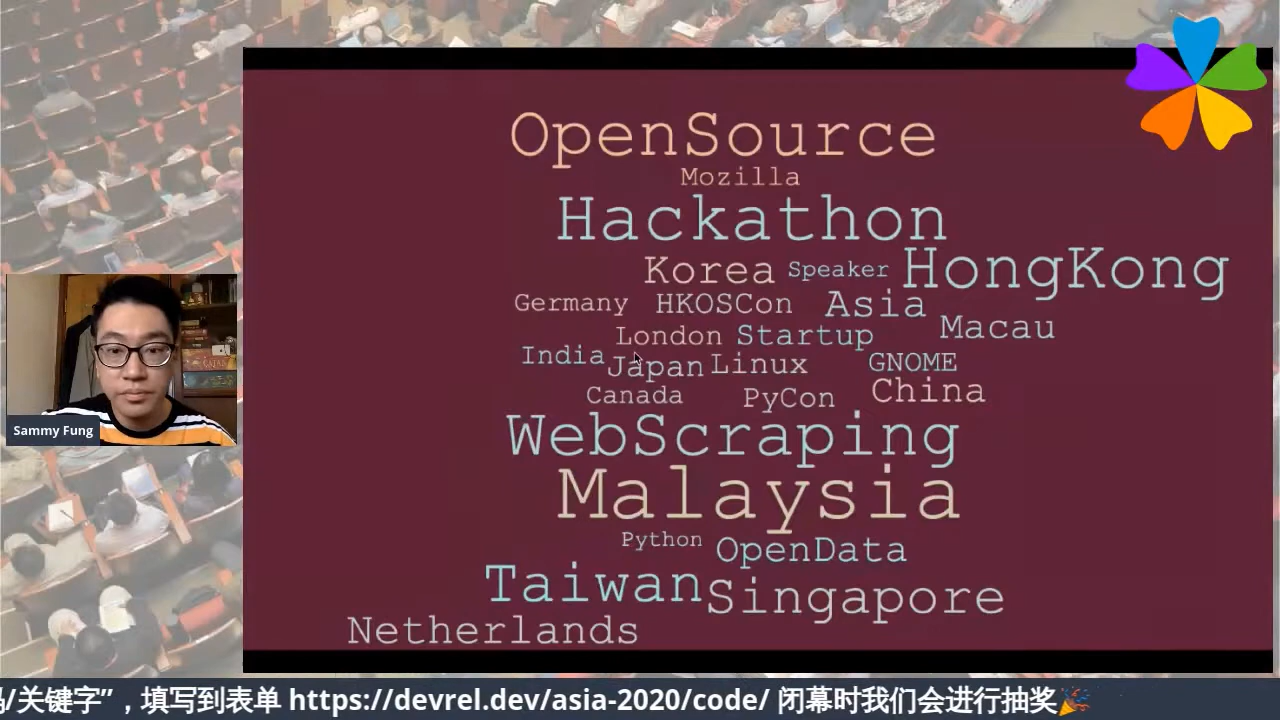 OpenSource
Mozilla
Hackathon
Korea Speaker HongKong
Germany HKOSCon Asia
London Startup Macau
India Japan Linux GNOME
Canada PyCon China
WebScraping
Malaysia
Python OpenData
Taiwan Singapore
Netherlands
Sammy Fung
/关键字”，填写到表单 https://devrel.dev/asia-2020/code/ 闭幕时我们会进行抽奖🎉